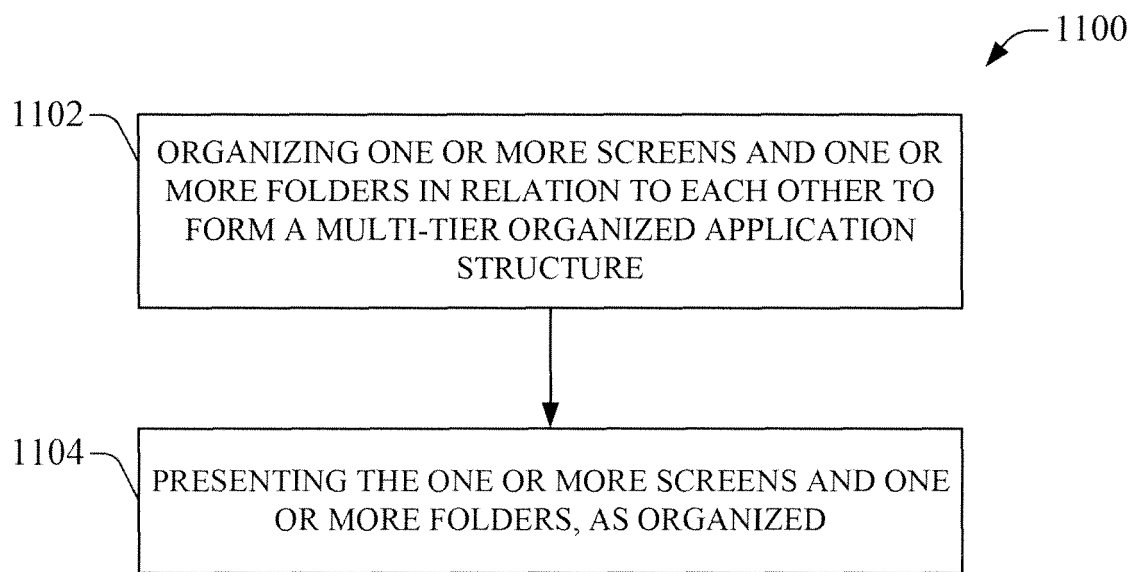 1100
1102
ORGANIZING ONE OR MORE SCREENS AND ONE OR
MORE FOLDERS IN RELATION TO EACH OTHER TO
FORM A MULTI-TIER ORGANIZED APPLICATION
STRUCTURE
1104
PRESENTING THE ONE OR MORE SCREENS AND ONE
OR MORE FOLDERS, AS ORGANIZED